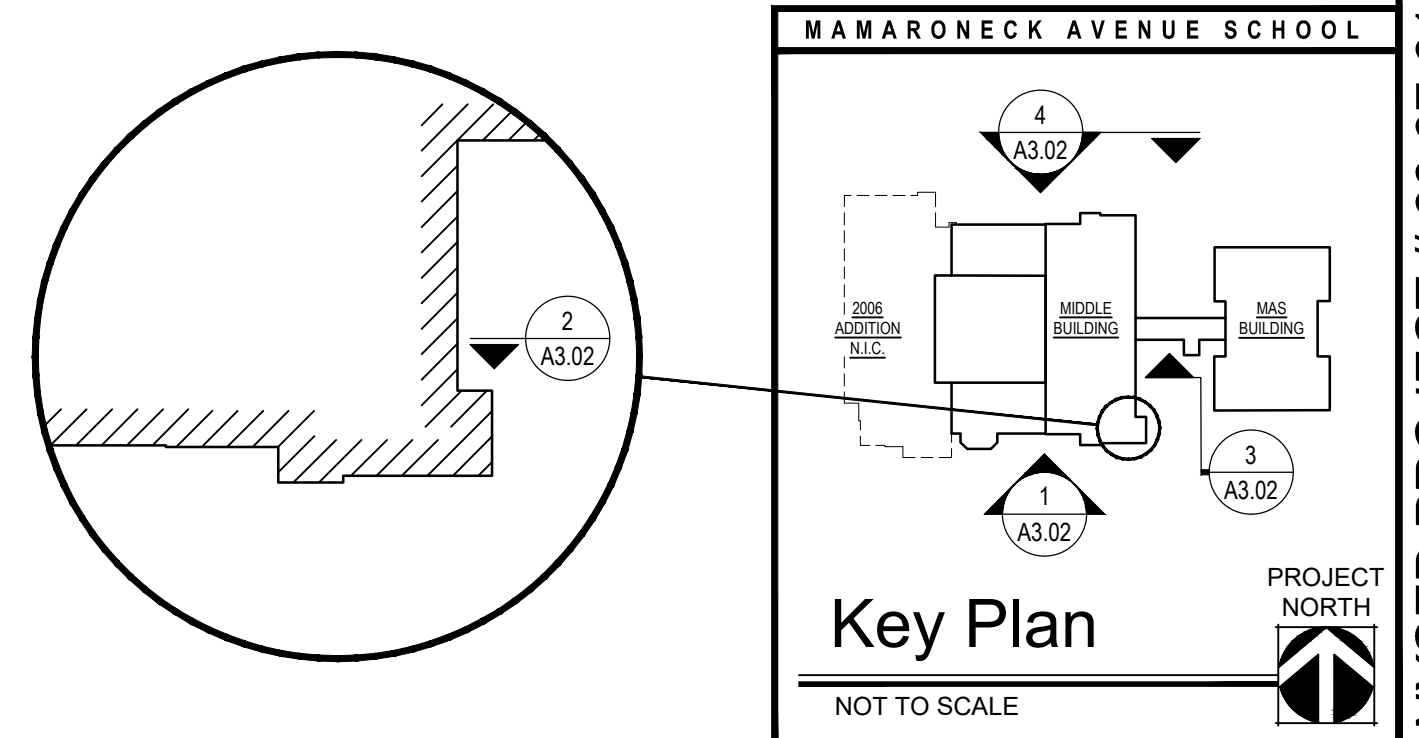 MAMARONECK AVENUE SCHOOL
4
A3.02
2
A3.02
2006
ADDITION
N.I.C.
MIDDLE
BUILDING
MAS
BUILDING
3
A3.02
1
A3.02
PROJECT
NORTH
Key Plan
NOT TO SCALE